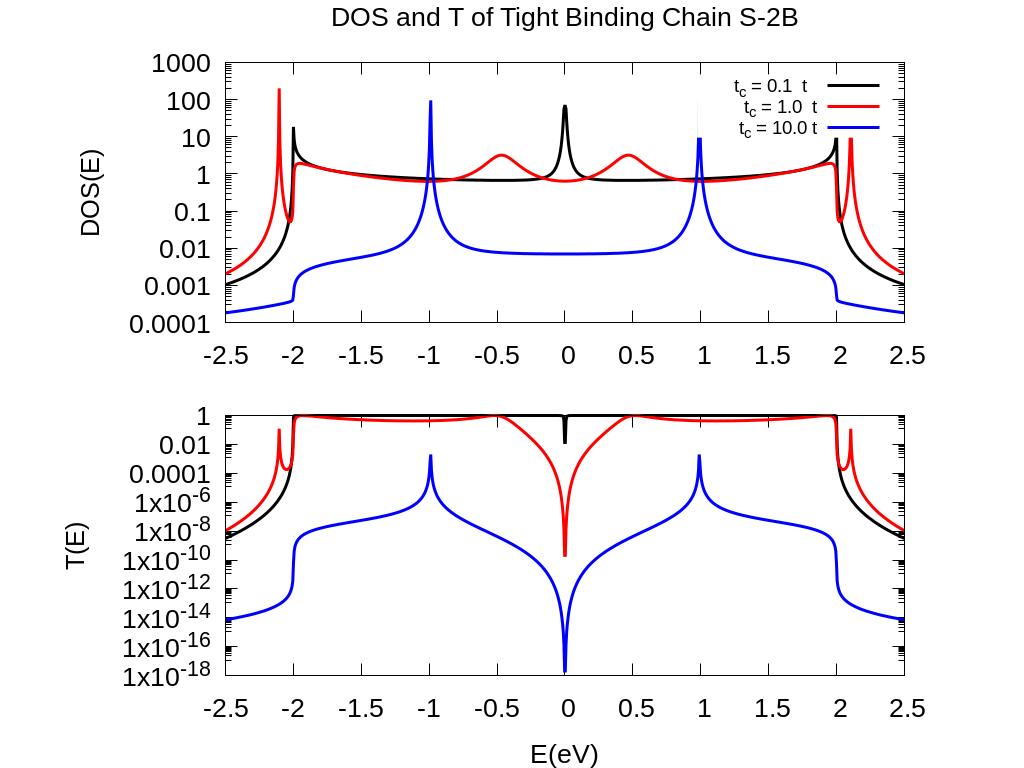 DOS and T of Tight Binding Chain S-2B
1000
100
10
1
0.1
0.01
0.001
0.0001
DOS(E)
t_c = 0.1 t
t_c = 1.0 t
t_c = 10.0 t
-2.5 -2 -1.5 -1 -0.5 0 0.5 1 1.5 2 2.5
1
0.01
0.0001
1x10^-6
1x10^-8
1x10^-10
1x10^-12
1x10^-14
1x10^-16
1x10^-18
T(E)
-2.5 -2 -1.5 -1 -0.5 0 0.5 1 1.5 2 2.5
E(eV)